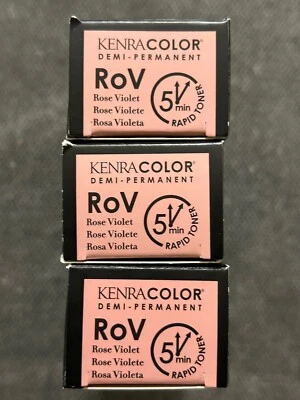 KENRACOLOR®
DEMI-PERMANENT
RoV
Rose Violet
Rose Violete
Rosa Violeta
5 min
RAPID TONER
KENRACOLOR®
DEMI-PERMANENT
RoV
Rose Violet
Rose Violete
Rosa Violeta
5 min
RAPID TONER
KENRACOLOR®
DEMI-PERMANENT
RoV
Rose Violet
Rose Violete
Rosa Violeta
5 min
RAPID TONER